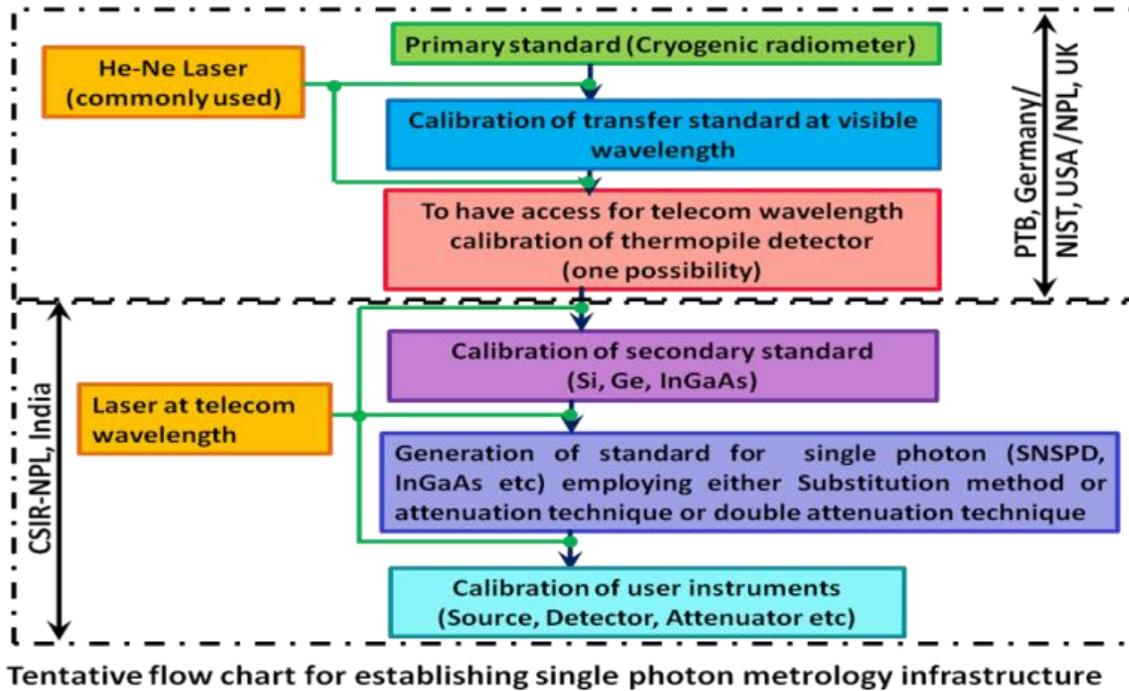 Primary standard (Cryogenic radiometer)
He-Ne Laser
(commonly used)
Calibration of transfer standard at visible
wavelength
To have access for telecom wavelength
calibration of thermopile detector
(one possibility)
PTB, Germany/
NIST, USA /NPL, UK
Calibration of secondary standard
(Si, Ge, InGaAs)
Laser at telecom
wavelength
Generation of standard for single photon (SNSPD,
InGaAs etc) employing either Substitution method or
attenuation technique or double attenuation technique
Calibration of user instruments
(Source, Detector, Attenuator etc)
CSIR-NPL, India
Tentative flow chart for establishing single photon metrology infrastructure